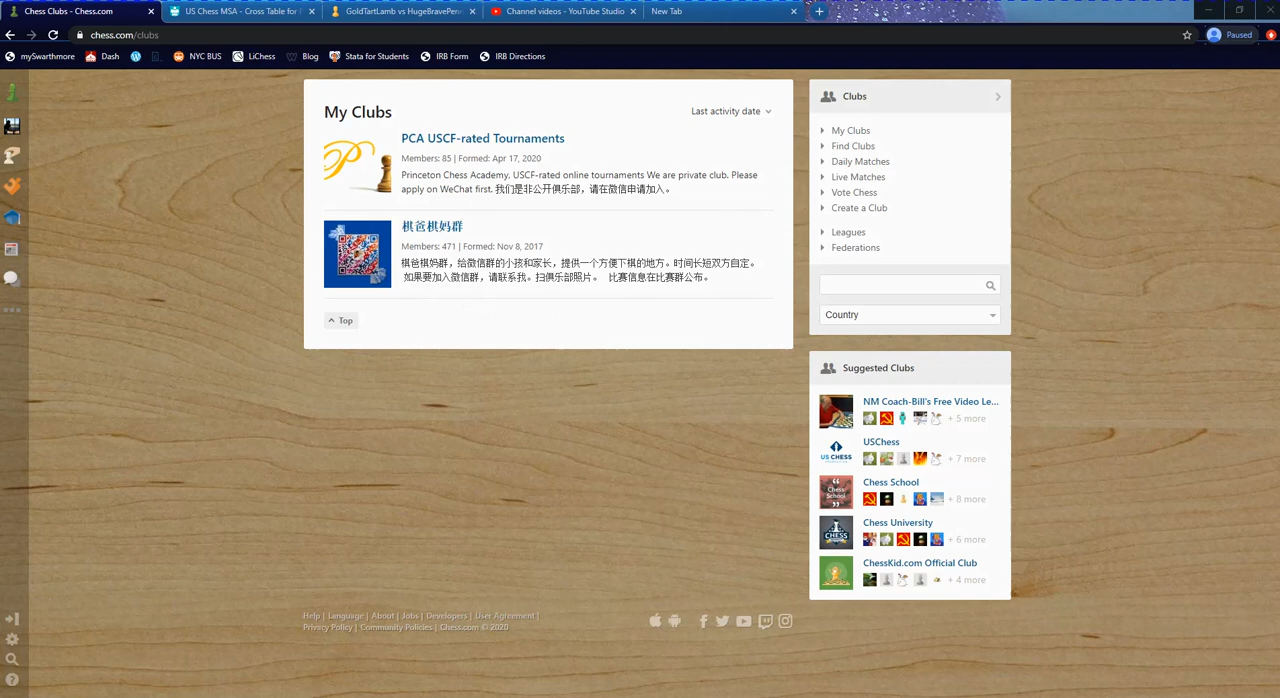 Chess Clubs - Chess.com
US Chess MSA - Cross Table for
GoldTartLamb vs HugeBravePen
Channel videos - YouTube Studio
New Tab
chess.com/clubs
Paused
mySwarthmore
Dash
NYC BUS
LiChess
Blog
Stata for Students
IRB Form
IRB Directions
My Clubs
Last activity date
PCA USCF-rated Tournaments
Members: 85 | Formed: Apr 17, 2020
Princeton Chess Academy. USCF-rated online tournaments We are private club. Please
apply on WeChat first. 我们是非公开俱乐部，请在微信申请加入。
棋爸棋妈群
Members: 471 | Formed: Nov 8, 2017
棋爸棋妈群，给微信群的小孩和家长，提供一个方便下棋的地方。时间长短双方自定。
如果要加入微信群，请联系我。扫俱乐部照片。 比赛信息在比赛群公布。
Top
Clubs
My Clubs
Find Clubs
Daily Matches
Live Matches
Vote Chess
Create a Club
Leagues
Federations
Country
Suggested Clubs
NM Coach-Bill's Free Video Le...
+ 5 more
USChess
US CHESS
+ 7 more
Chess School
Chess School
+ 8 more
Chess University
CHESS
+ 6 more
ChessKid.com Official Club
+ 4 more
Help | Language | About | Jobs | Developers | User Agreement |
Privacy Policy | Community Policies | Chess.com © 2020